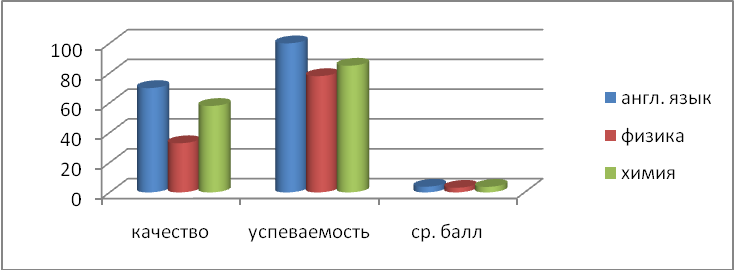 100
80
60
40
20
0
качество успеваемость ср. балл
англ. язык
физика
химия